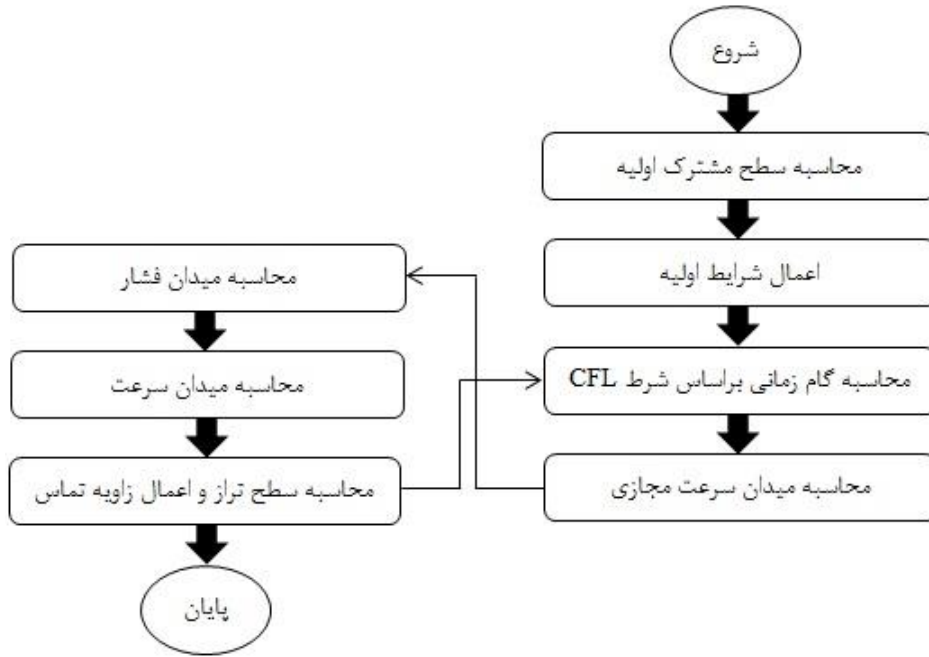 شروع
محاسبه سطح مشترک اولیه
اعمال شرایط اولیه
محاسبه گام زمانی براساس شرط CFL
محاسبه میدان سرعت مجازی
محاسبه میدان فشار
محاسبه میدان سرعت
محاسبه سطح تراز و اعمال زاویه تماس
پایان